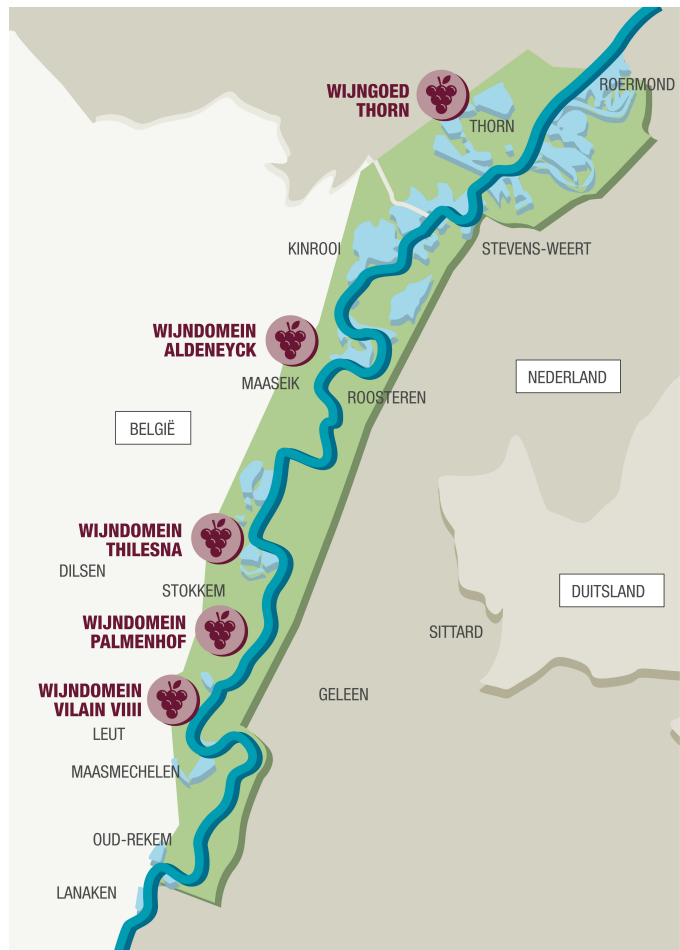 ROERMOND
WIJNGOED
THORN
THORN
KINROOI
STEVENS-WEERT
WIJNDOMEIN
ALDENEYCK
MAASEIK
NEDERLAND
ROOSTEREN
BELGIË
WIJNDOMEIN
THILESNA
DILSEN
STOKKEM
DUITSLAND
WIJNDOMEIN
PALMENHOF
SITTARD
WIJNDOMEIN
VILAIN VIIII
GELEEN
LEUT
MAASMECHELEN
OUD-REKEM
LANAKEN